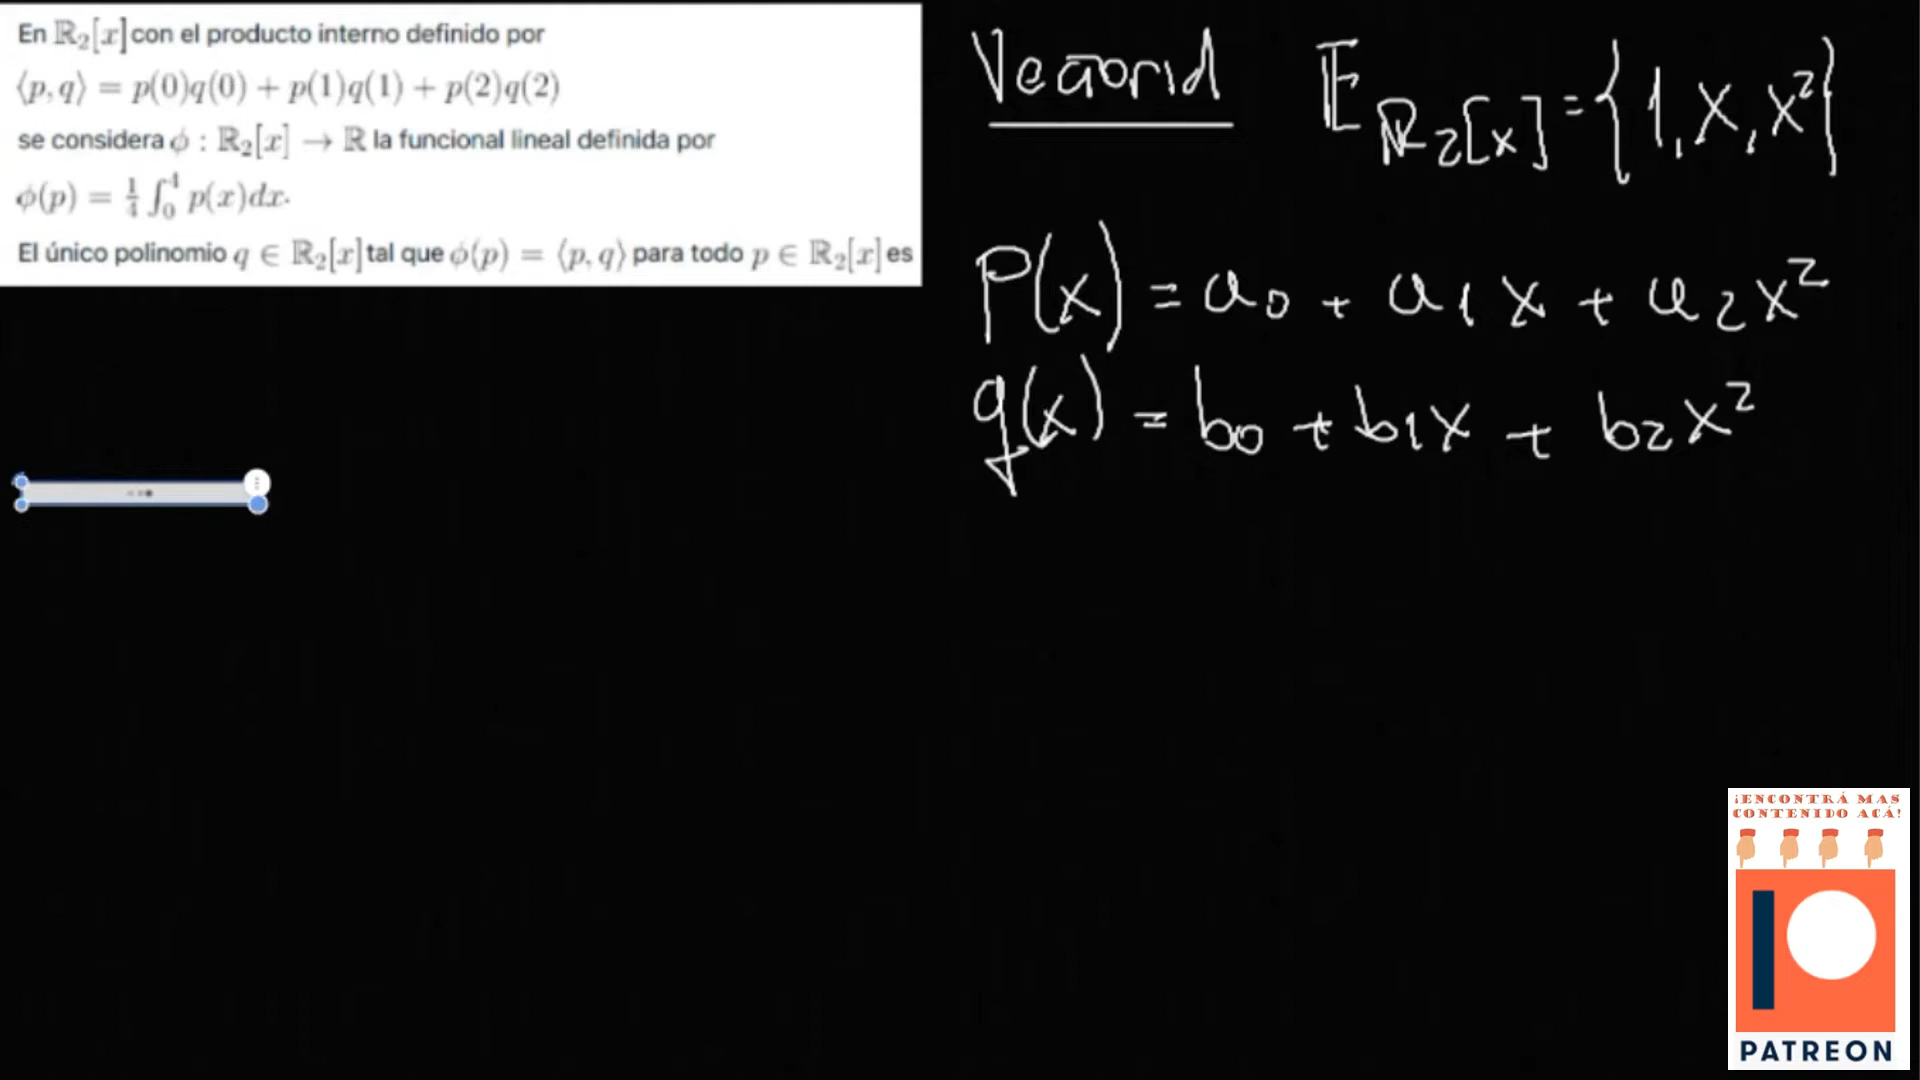 En ℝ₂[x] con el producto interno definido por
⟨p, q⟩ = p(0)q(0) + p(1)q(1) + p(2)q(2)
se considera ϕ : ℝ₂[x] → ℝ la funcional lineal definida por
ϕ(p) = 1/4 ∫₀⁴ p(x)dx.
El único polinomio q ∈ ℝ₂[x] tal que ϕ(p) = ⟨p, q⟩ para todo p ∈ ℝ₂[x] es
E ℝ₂[x] = {1, x, x²}
P(x) = a₀ + a₁x + a₂x²
q(x) = b₀ + b₁x + b₂x²
¡ENCONTRÁ MAS
CONTENIDO ACÁ!
PATREON